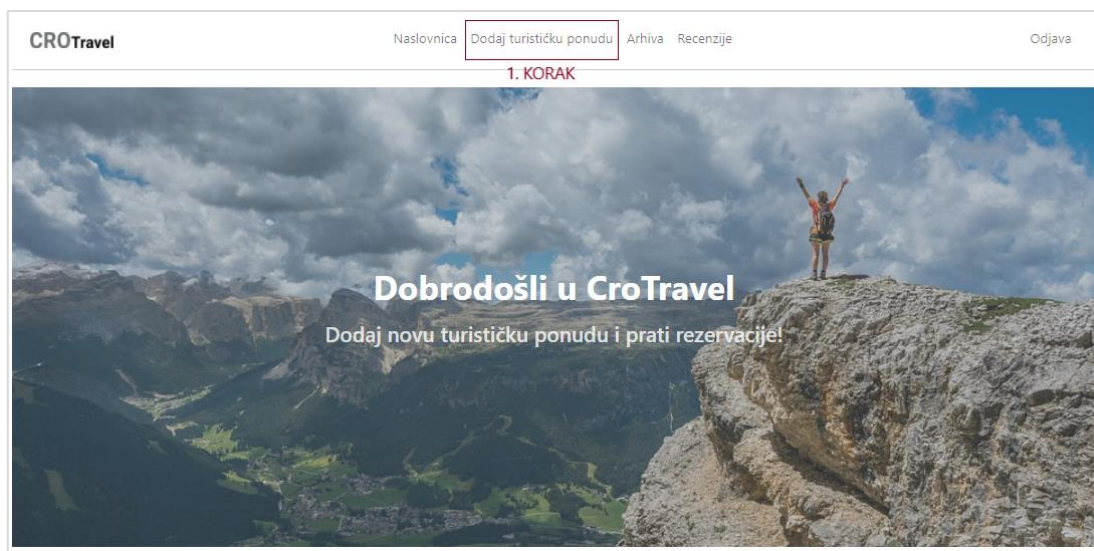 CROTravel
Naslovnica Dodaj turističku ponudu Arhiva Recenzije
Odjava
1. KORAK
Dobrodošli u CroTravel
Dodaj novu turističku ponudu i prati rezervacije!